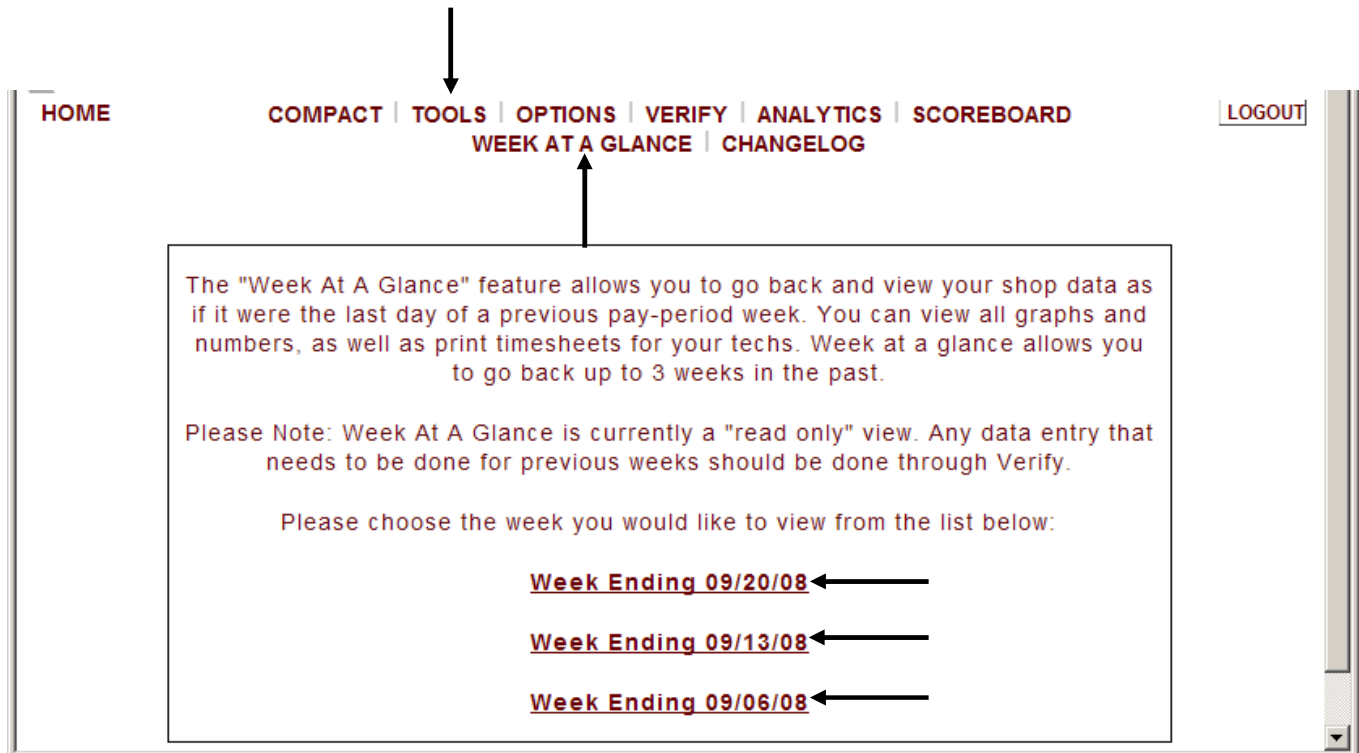 HOME COMPACT | TOOLS | OPTIONS | VERIFY | ANALYTICS | SCOREBOARD LOGOUT
WEEK AT A GLANCE | CHANGELOG
The "Week At A Glance" feature allows you to go back and view your shop data as
if it were the last day of a previous pay-period week. You can view all graphs and
numbers, as well as print timesheets for your techs. Week at a glance allows you
to go back up to 3 weeks in the past.
Please Note: Week At A Glance is currently a "read only" view. Any data entry that
needs to be done for previous weeks should be done through Verify.
Please choose the week you would like to view from the list below:
Week Ending 09/20/08
Week Ending 09/13/08
Week Ending 09/06/08